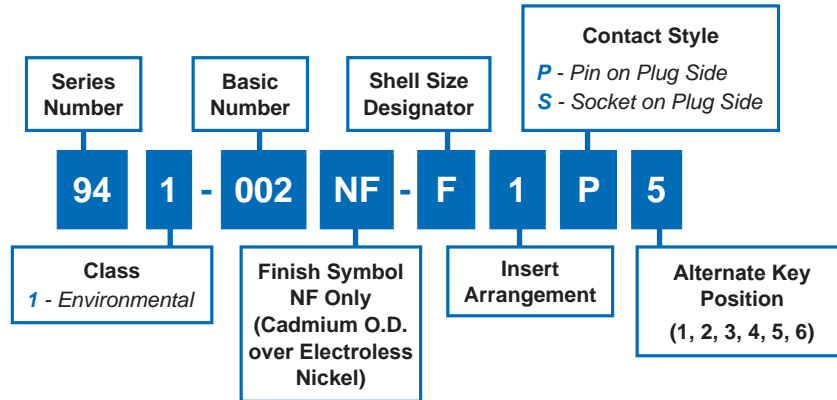 Contact Style
P - Pin on Plug Side
S - Socket on Plug Side
Series
Number
Basic
Number
Shell Size
Designator
94 1 - 002 NF - F 1 P 5
Class
1 - Environmental
Finish Symbol
NF Only
(Cadmium O.D.
over Electroless
Nickel)
Insert
Arrangement
Alternate Key
Position
(1, 2, 3, 4, 5, 6)